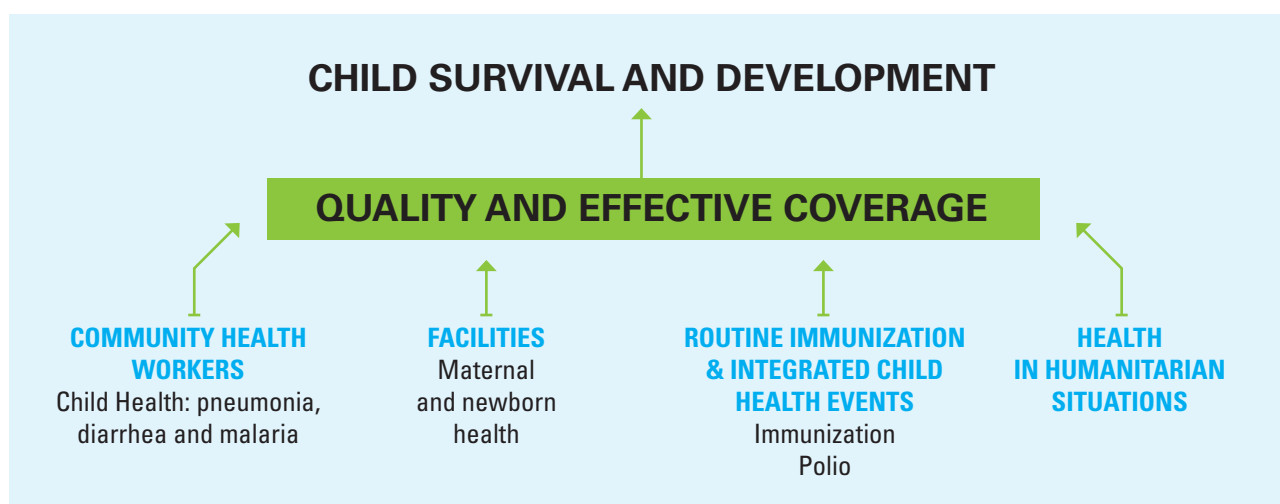 CHILD SURVIVAL AND DEVELOPMENT
QUALITY AND EFFECTIVE COVERAGE
COMMUNITY HEALTH
WORKERS
Child Health: pneumonia,
diarrhea and malaria
FACILITIES
Maternal
and newborn
health
ROUTINE IMMUNIZATION
& INTEGRATED CHILD
HEALTH EVENTS
Immunization
Polio
HEALTH
IN HUMANITARIAN
SITUATIONS